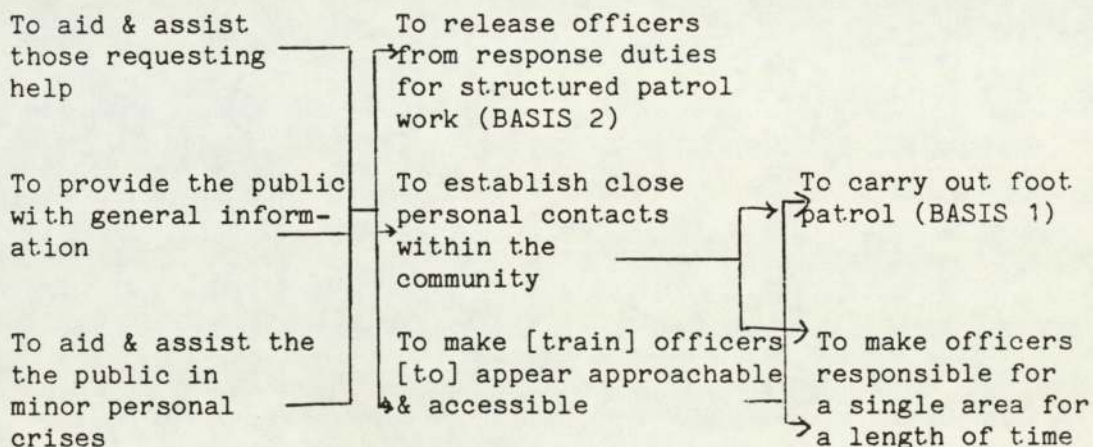 To aid & assist
those requesting
help
To provide the public
with general inform-
ation
To aid & assist the
the public in
minor personal
crises
To release officers
from response duties
for structured patrol
work (BASIS 2)
To establish close
personal contacts
within the
community
To make [train] officers
[to] appear approachable
& accessible
To carry out foot
patrol (BASIS 1)
To make officers
responsible for
a single area for
a length of time